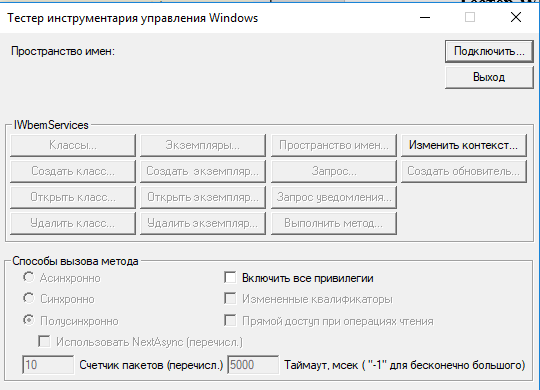 Тестер инструментария управления Windows
Пространство имен:
Подключить...
Выход
IWbemServices
Классы... Экземпляры... Пространство имен... Изменить контекст...
Создать класс... Создать экземпляр... Запрос... Создать обновитель...
Открыть класс... Открыть экземпляр... Запрос уведомления...
Удалить класс... Удалить экземпляр... Выполнить метод...
Способы вызова метода
Асинхронно Включить все привилегии
Синхронно Измененные квалификаторы
Полусинхронно Прямой доступ при операциях чтения
Использовать NextAsync (перечисл.)
10 Счетчик пакетов (перечисл.) 5000 Таймаут, мсек ( "-1" для бесконечно большого)